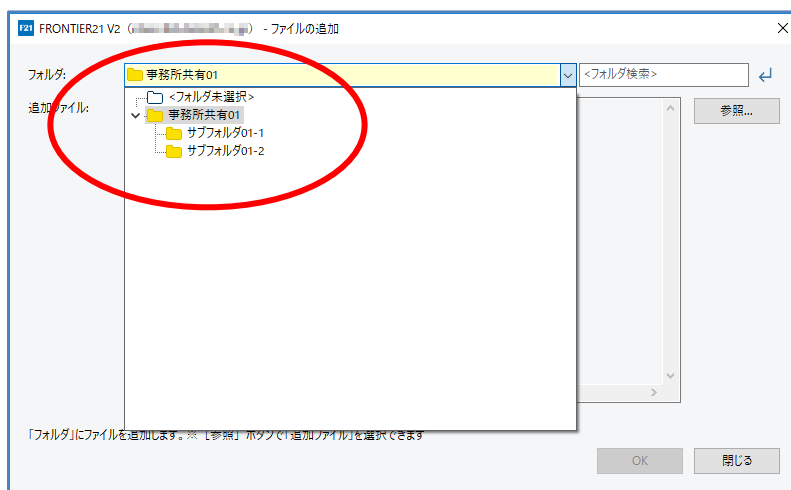 F21 FRONTIER21 V2 ( ) - ファイルの追加
フォルダ: 事務所共有01 <フォルダ検索>
<フォルダ未選択>
追加ファイル: 事務所共有01 参照...
サブフォルダ01-1
サブフォルダ01-2
「フォルダ」にファイルを追加します。※ [参照] ボタンで「追加ファイル」を選択できます
OK 閉じる